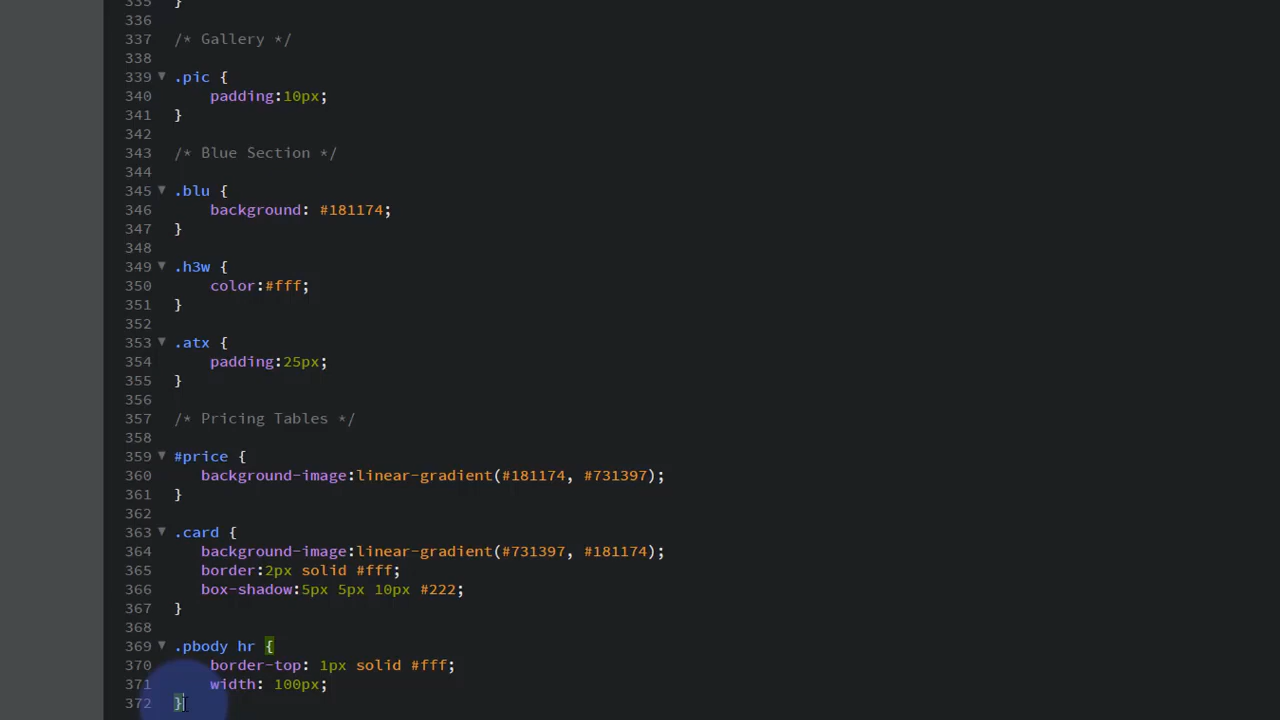 335 }
336
337 /* Gallery */
338
339 .pic {
340 padding:10px;
341 }
342
343 /* Blue Section */
344
345 .blu {
346 background: #181174;
347 }
348
349 .h3w {
350 color:#fff;
351 }
352
353 .atx {
354 padding:25px;
355 }
356
357 /* Pricing Tables */
358
359 #price {
360 background-image:linear-gradient(#181174, #731397);
361 }
362
363 .card {
364 background-image:linear-gradient(#731397, #181174);
365 border:2px solid #fff;
366 box-shadow:5px 5px 10px #222;
367 }
368
369 .pbody hr {
370 border-top: 1px solid #fff;
371 width: 100px;
372 }